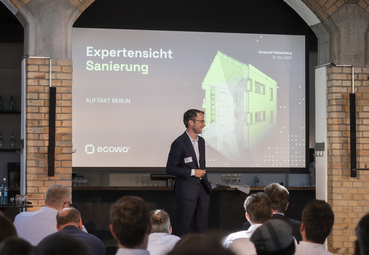 Expertensicht
Sanierung
AUFTAKT BERLIN
ecowo